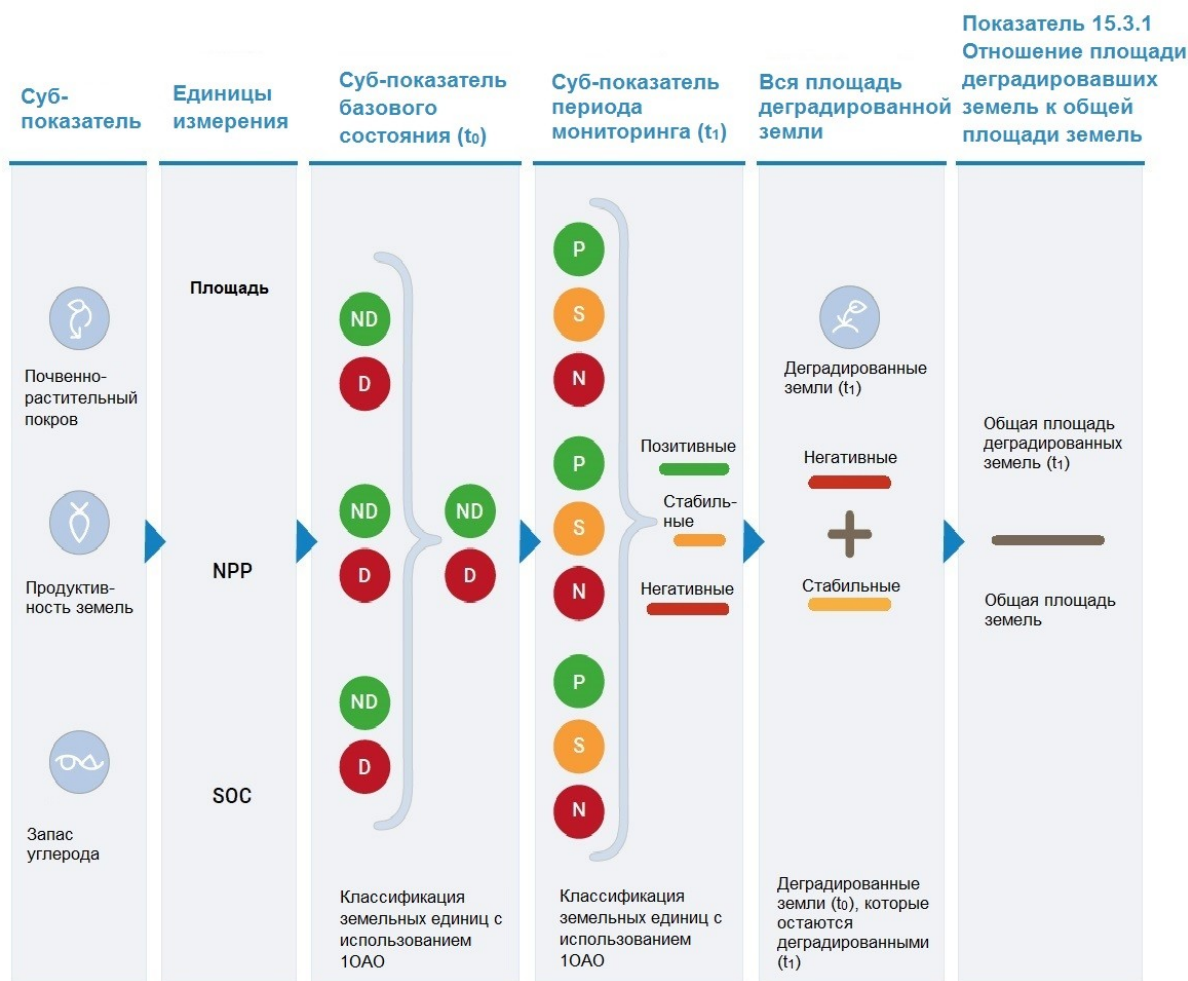 Суб-
показатель
Единицы
измерения
Суб-показатель
базового
состояния (t₀)
Суб-показатель
периода
мониторинга (t₁)
Вся площадь
деградированной
земли
Показатель 15.3.1
Отношение площади
деградировавших
земель к общей
площади земель
Почвенно-
растительный
покров
Продуктив-
ность земель
Запас
углерода
Площадь
NPP
SOC
ND
D
ND
D
ND
D
ND
D
Классификация
земельных единиц с
использованием
1ОАО
P
S
N
P
S
N
P
S
N
Позитивные
Стабиль-
ные
Негативные
Классификация
земельных единиц с
использованием
1ОАО
Деградированные
земли (t₁)
Негативные
+
Стабильные
Деградированные
земли (t₀), которые
остаются
деградированными
(t₁)
Общая площадь
деградированных
земель (t₁)
Общая площадь
земель